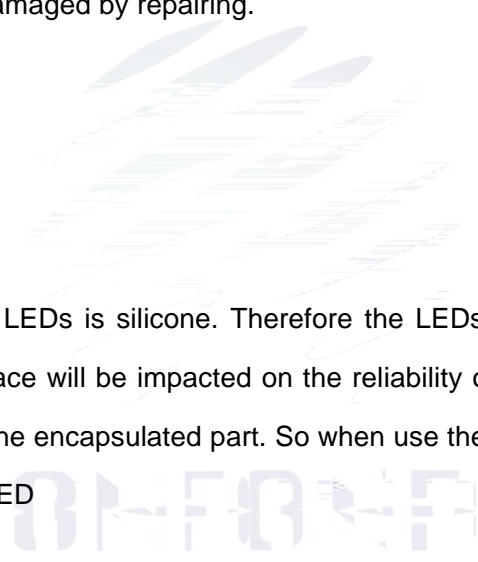 amaged by repairing.
LEDs is silicone. Therefore the LEDs
ace will be impacted on the reliability
he encapsulated part. So when use the
ED